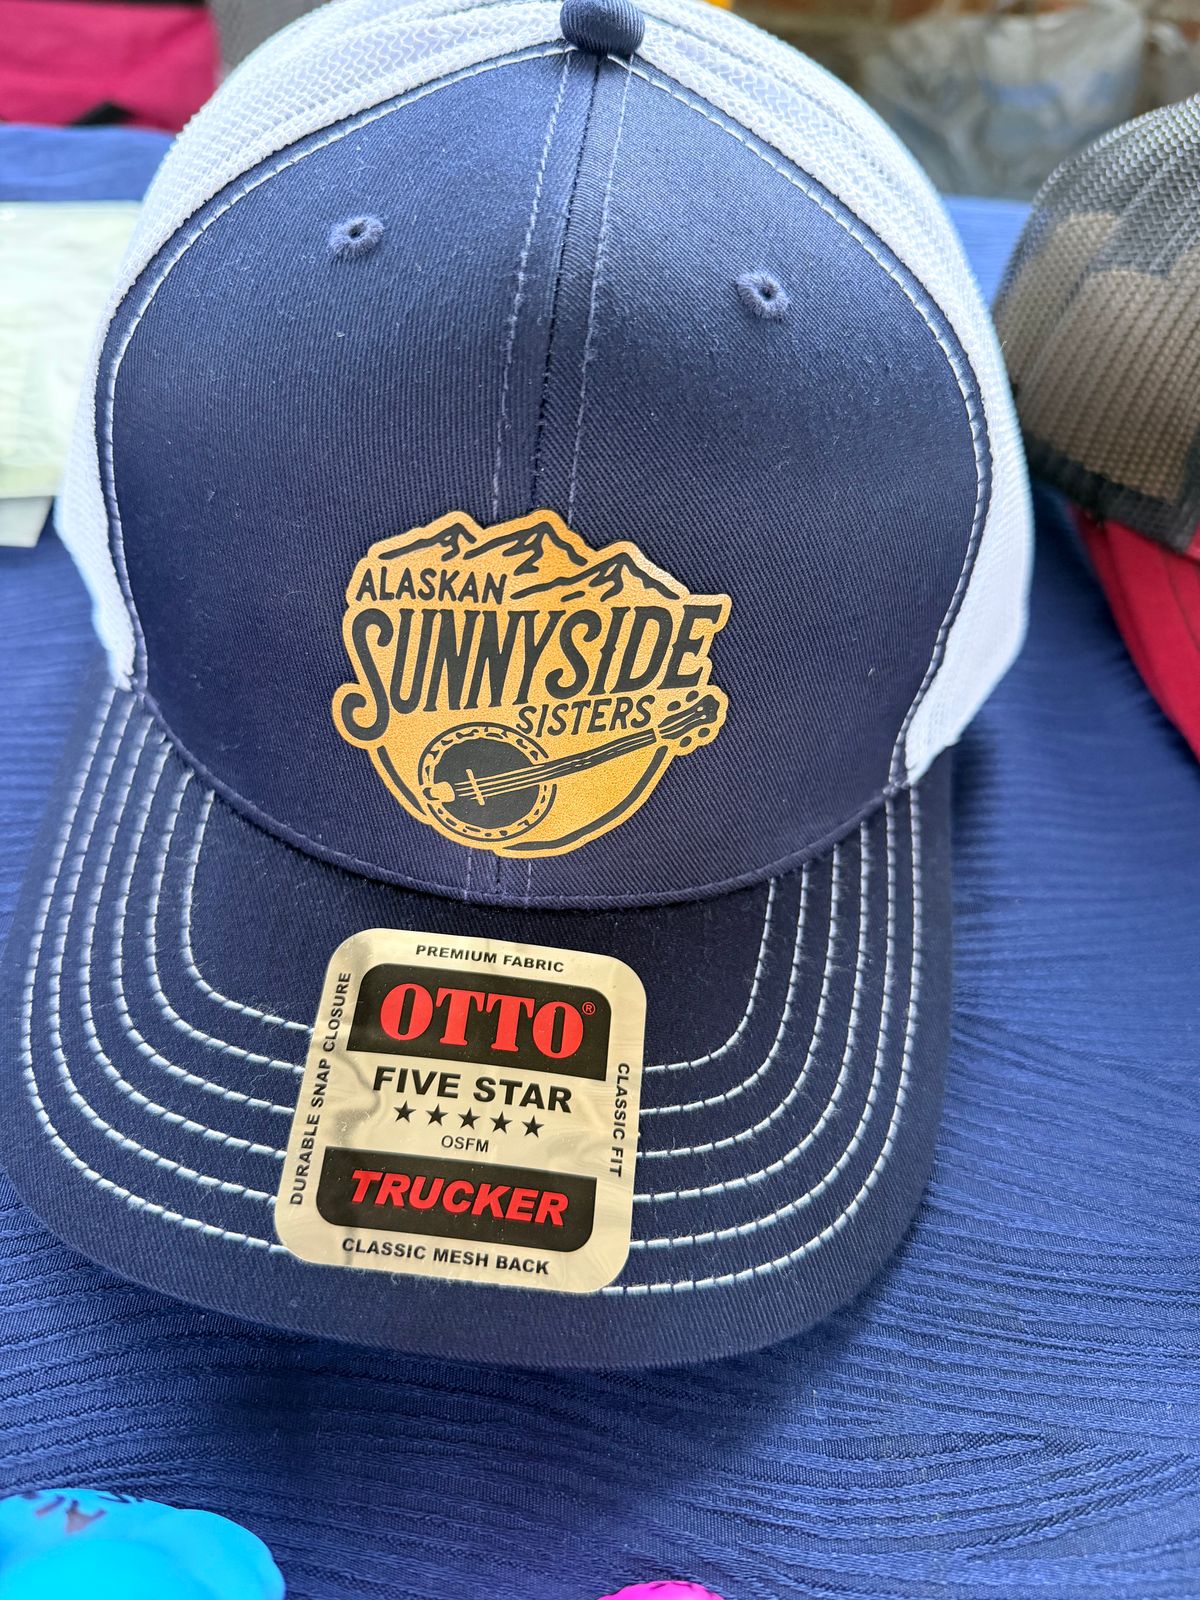 ALASKAN
SUNNYSIDE
SISTERS
PREMIUM FABRIC
OTTO®
FIVE STAR
★★★★★
OSFM
TRUCKER
CLASSIC MESH BACK
DURABLE SNAP CLOSURE
CLASSIC FIT